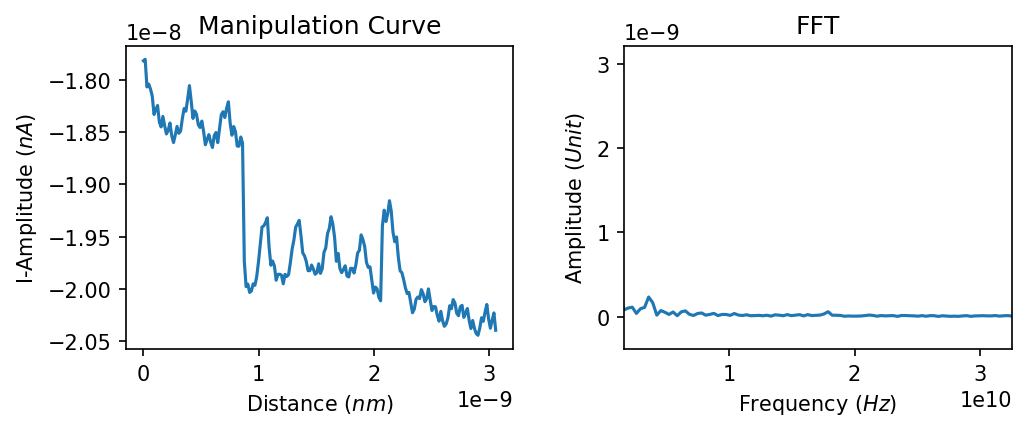 Manipulation Curve
1e−8
−1.80
−1.85
−1.90
−1.95
−2.00
−2.05
I-Amplitude (nA)
0 1 2 3
1e−9
Distance (nm)
FFT
1e−9
3
2
1
0
Amplitude (Unit)
1 2 3
1e10
Frequency (Hz)